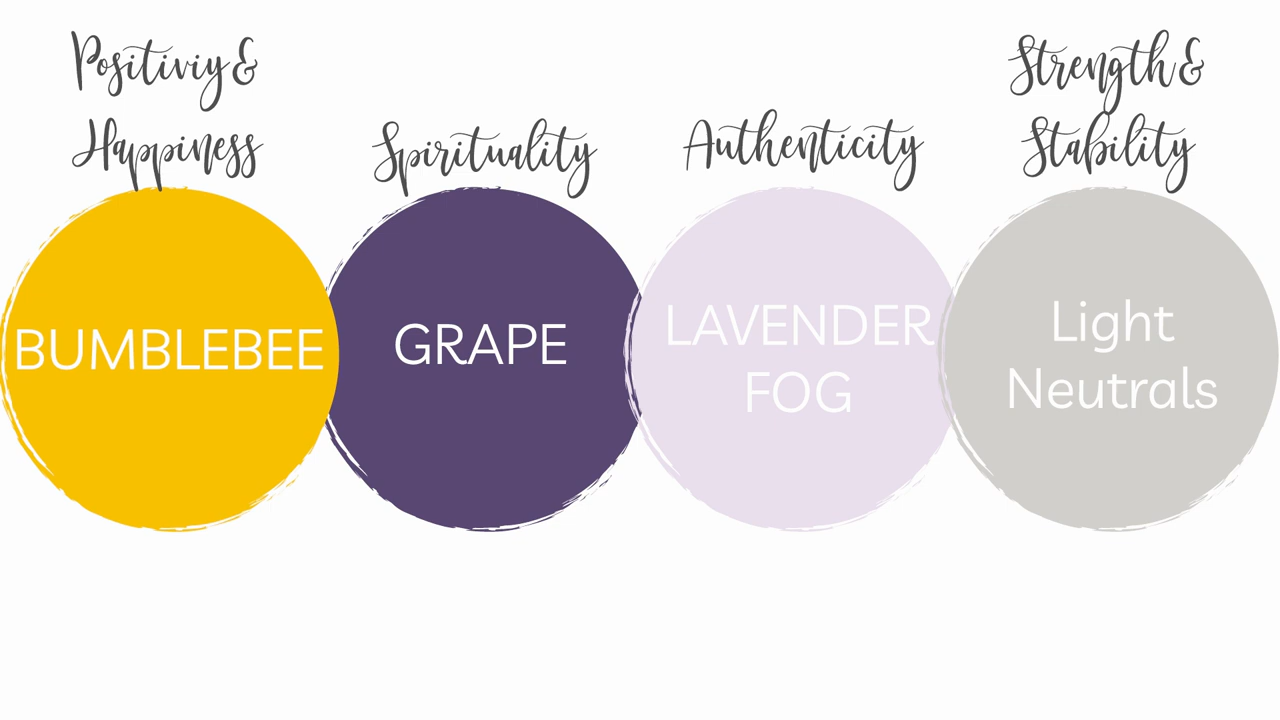 Positiviy &
Happiness
Spirituality
Authenticity
Strength &
Stability
BUMBLEBEE
GRAPE
LAVENDER
FOG
Light
Neutrals